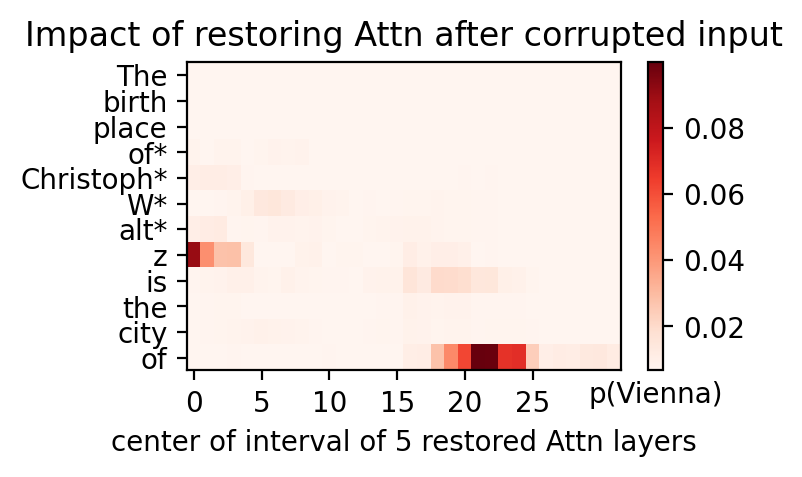 Impact of restoring Attn after corrupted input
The
birth
place
of*
Christoph*
W*
alt*
z
is
the
city
of
0 5 10 15 20 25
center of interval of 5 restored Attn layers
0.08
0.06
0.04
0.02
p(Vienna)